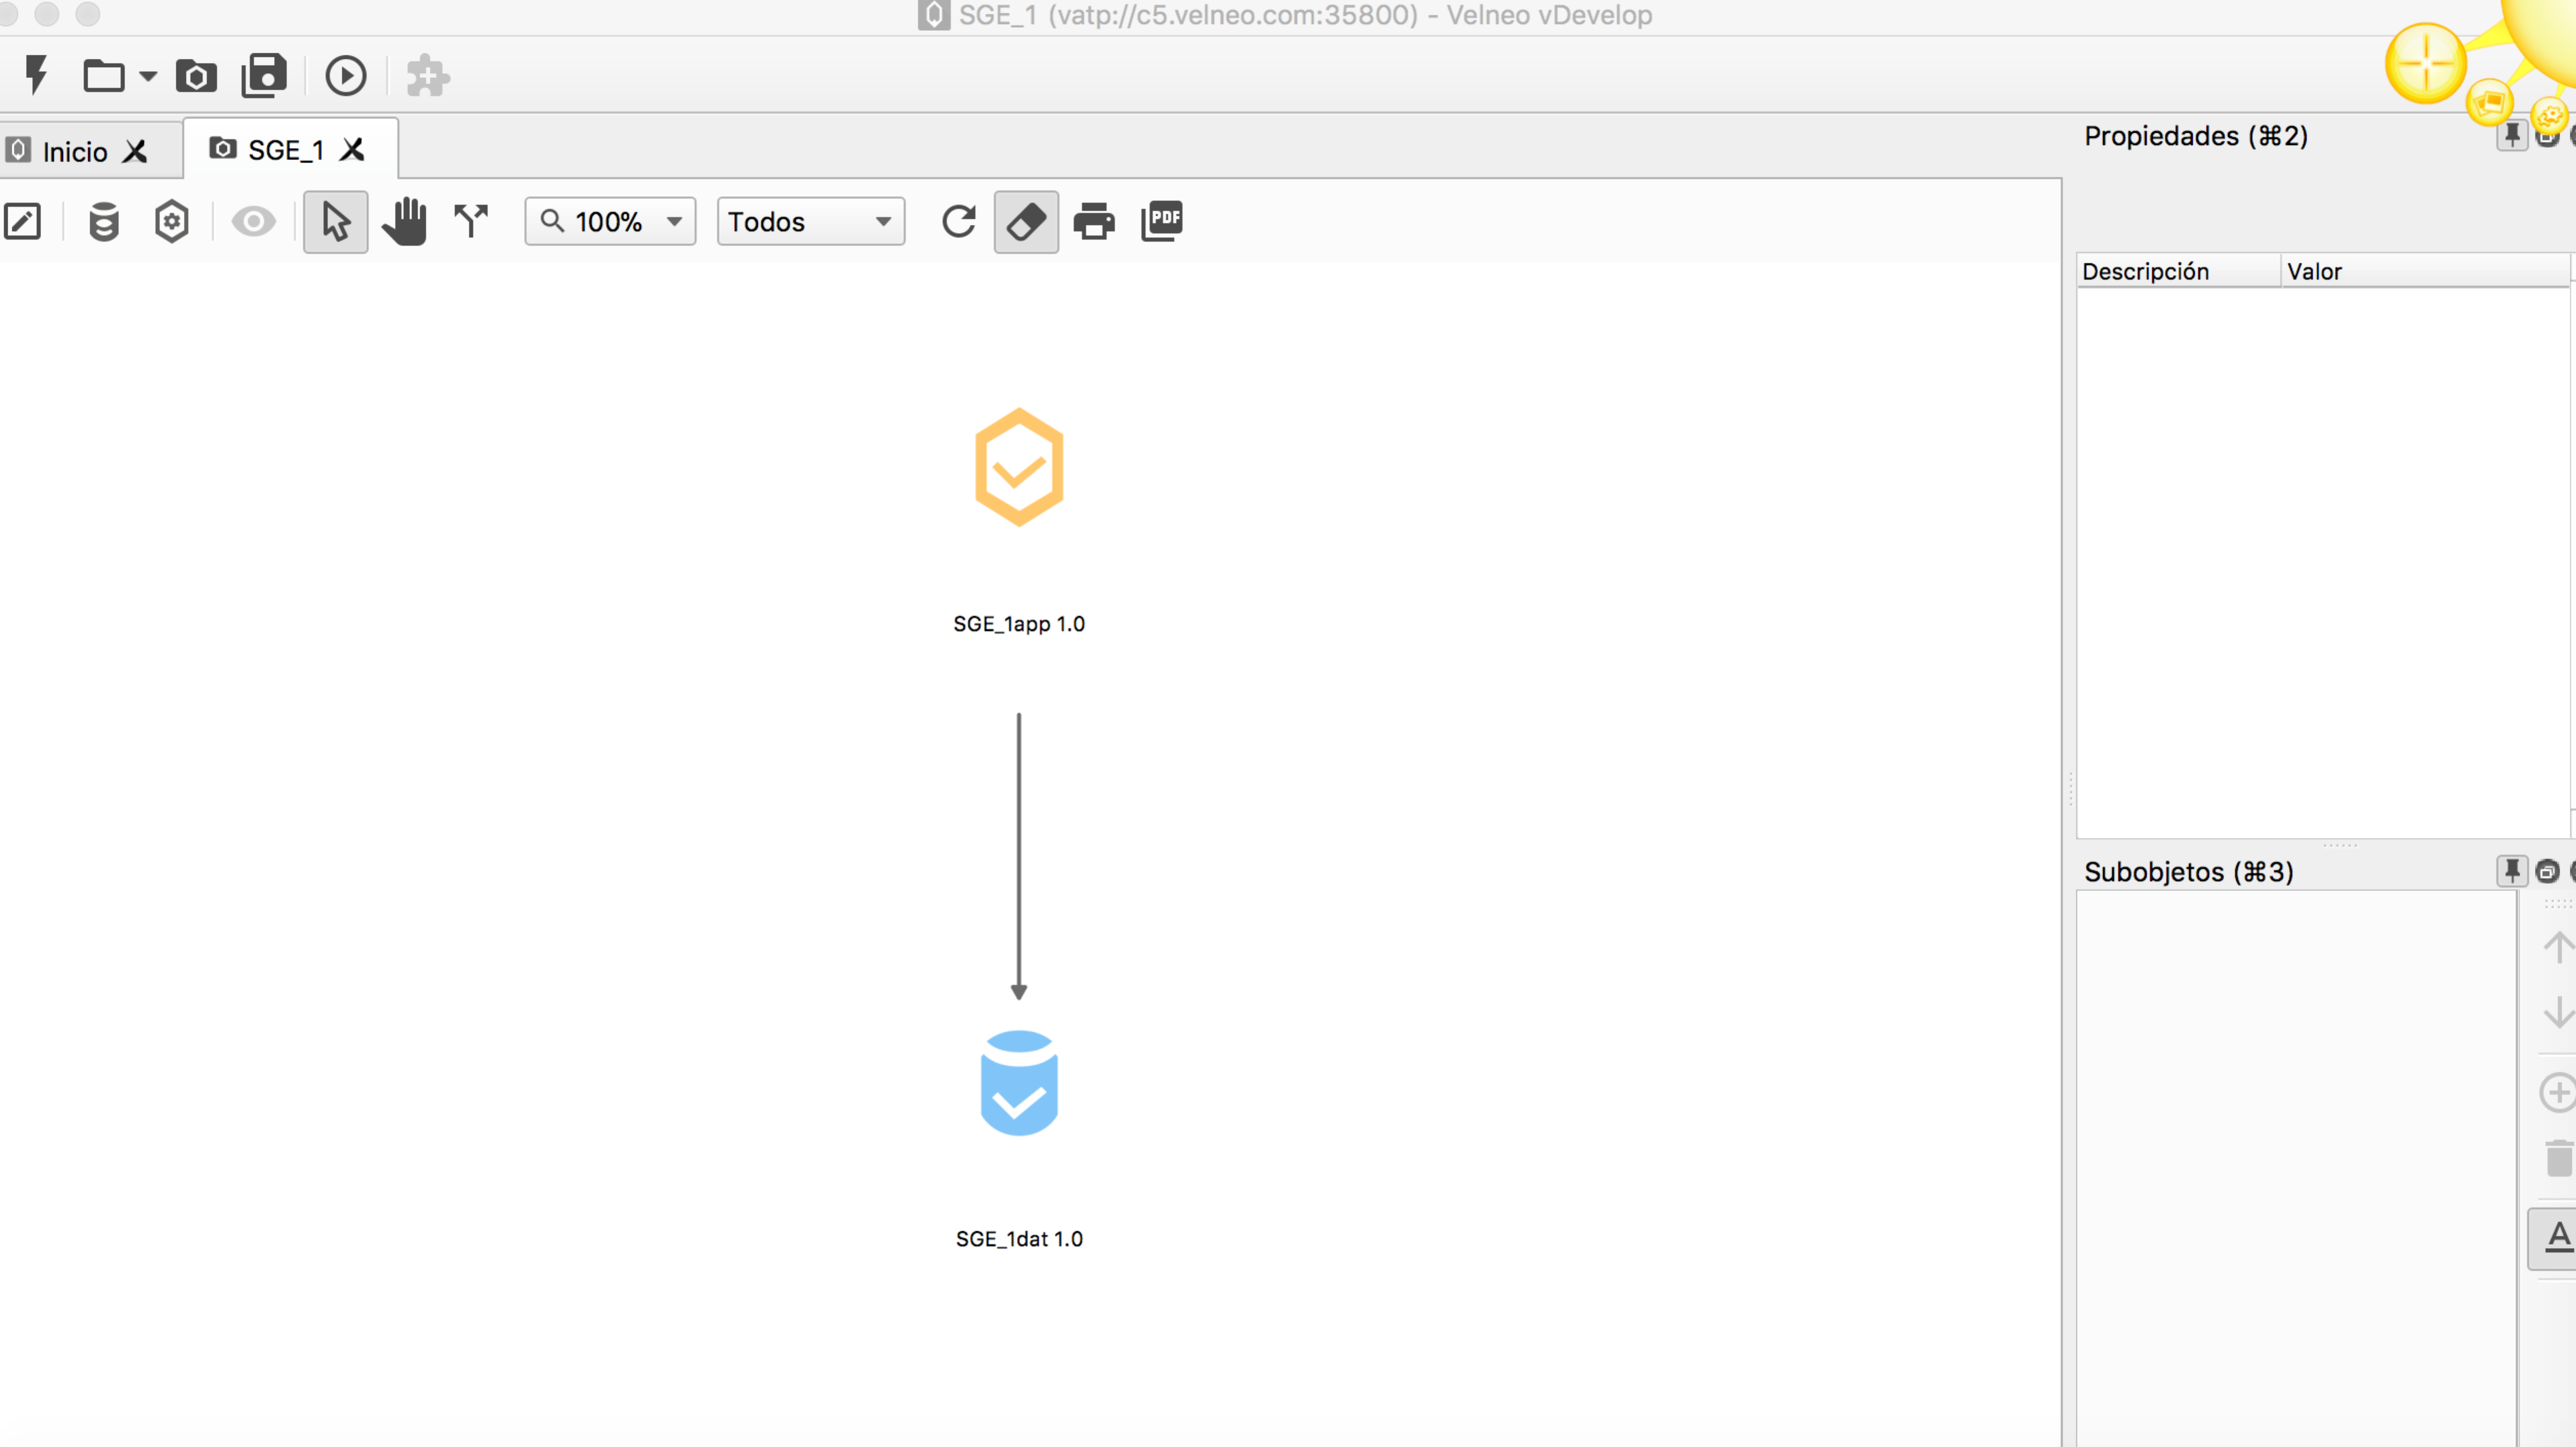 SGE_1 (vatp://c5.velneo.com:35800) - Velneo vDevelop
Inicio
SGE_1
Propiedades (⌘2)
100%
Todos
PDF
Descripción
Valor
SGE_1app 1.0
Subobjetos (⌘3)
A
SGE_1dat 1.0